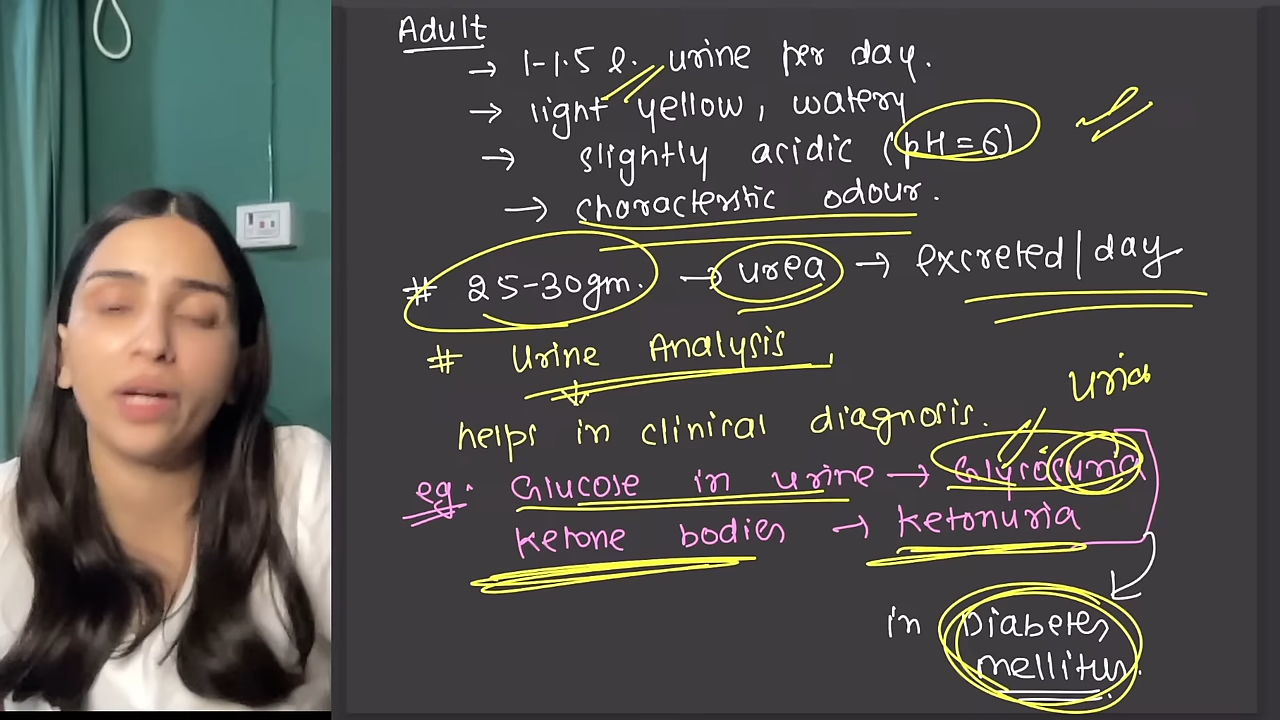 Adult
→ 1-1.5 l. urine per day.
→ light yellow, watery
→ slightly acidic (pH = 6)
→ characterstic odour.
# 25-30gm. → urea → excreted/day
# Urine Analysis
helps in clinical diagnosis.
uria
eg. Glucose in urine → Glycosuria
ketone bodies → ketonuria
in Diabetes
mellitus.